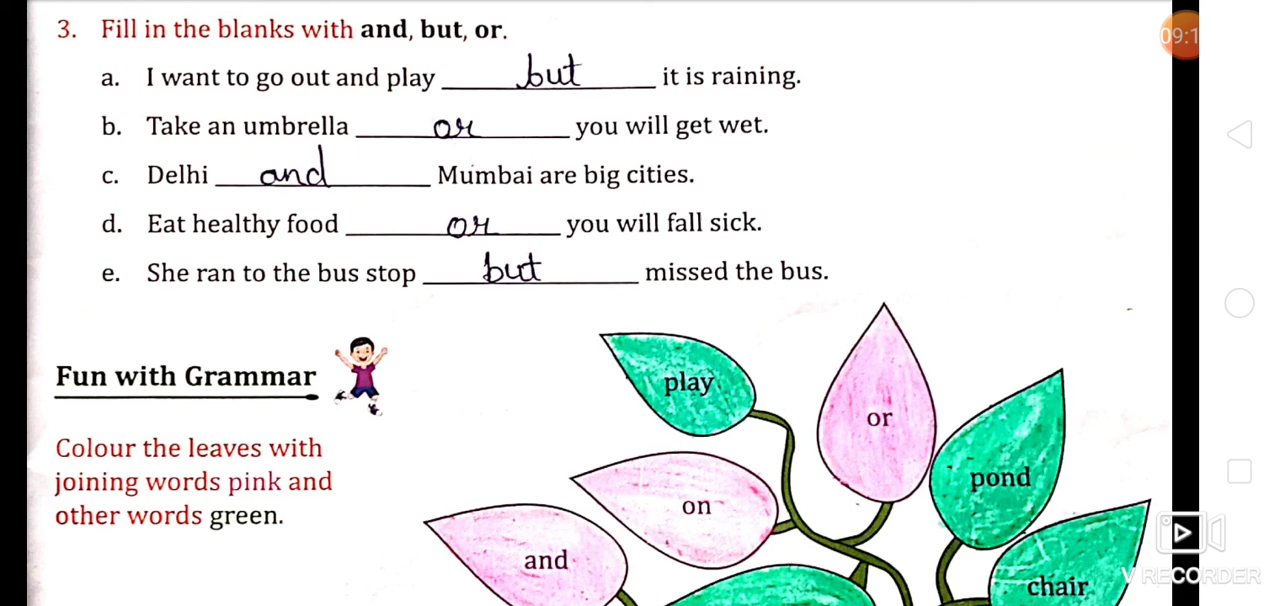 3. Fill in the blanks with and, but, or.
a. I want to go out and play but it is raining.
b. Take an umbrella or you will get wet.
c. Delhi and Mumbai are big cities.
d. Eat healthy food or you will fall sick.
e. She ran to the bus stop but missed the bus.
Fun with Grammar
Colour the leaves with
joining words pink and
other words green.
play
or
pond
on
and
chair
09:1
V RECORDER